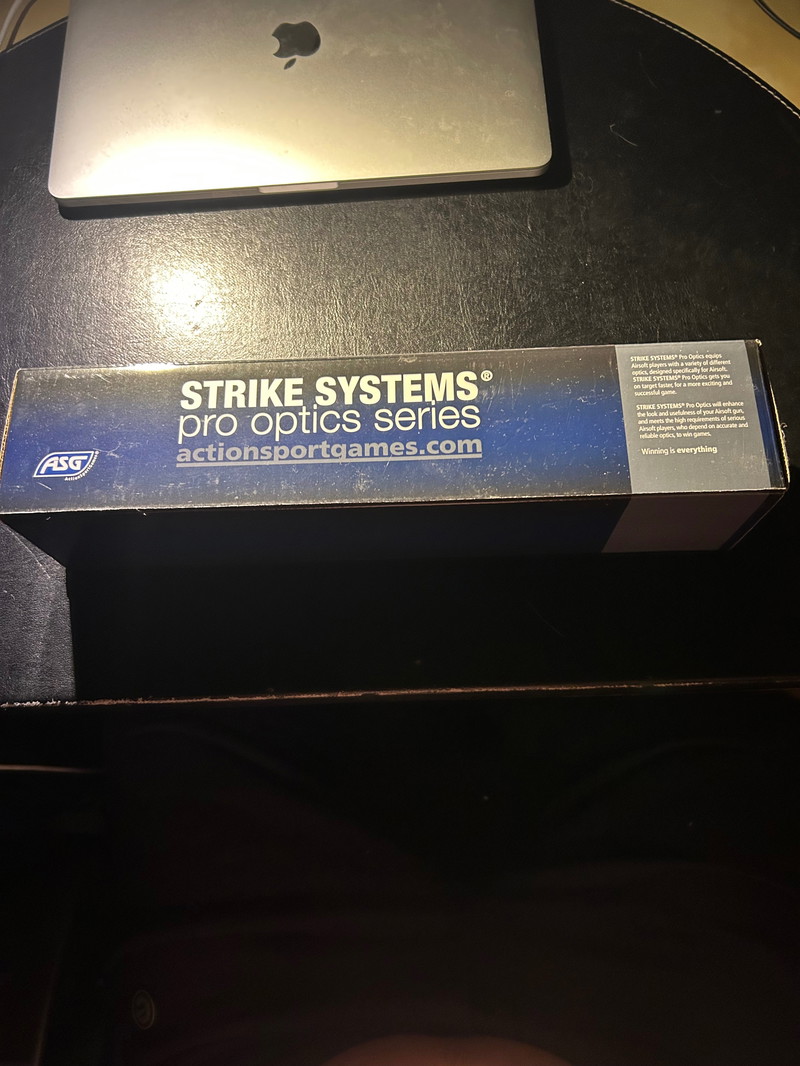 STRIKE SYSTEMS®
pro optics series
actionsportgames.com
ASG
STRIKE SYSTEMS® Pro Optics equips
Airsoft players with a variety of different
optics, designed specifically for Airsoft.
STRIKE SYSTEMS® Pro Optics gets you
on target faster, for a more exciting and
successful game.
STRIKE SYSTEMS® Pro Optics will enhance
the look and usefulness of your Airsoft gun,
and meets the high requirements of serious
Airsoft players, who depend on accurate and
reliable optics, to win games.
Winning is everything